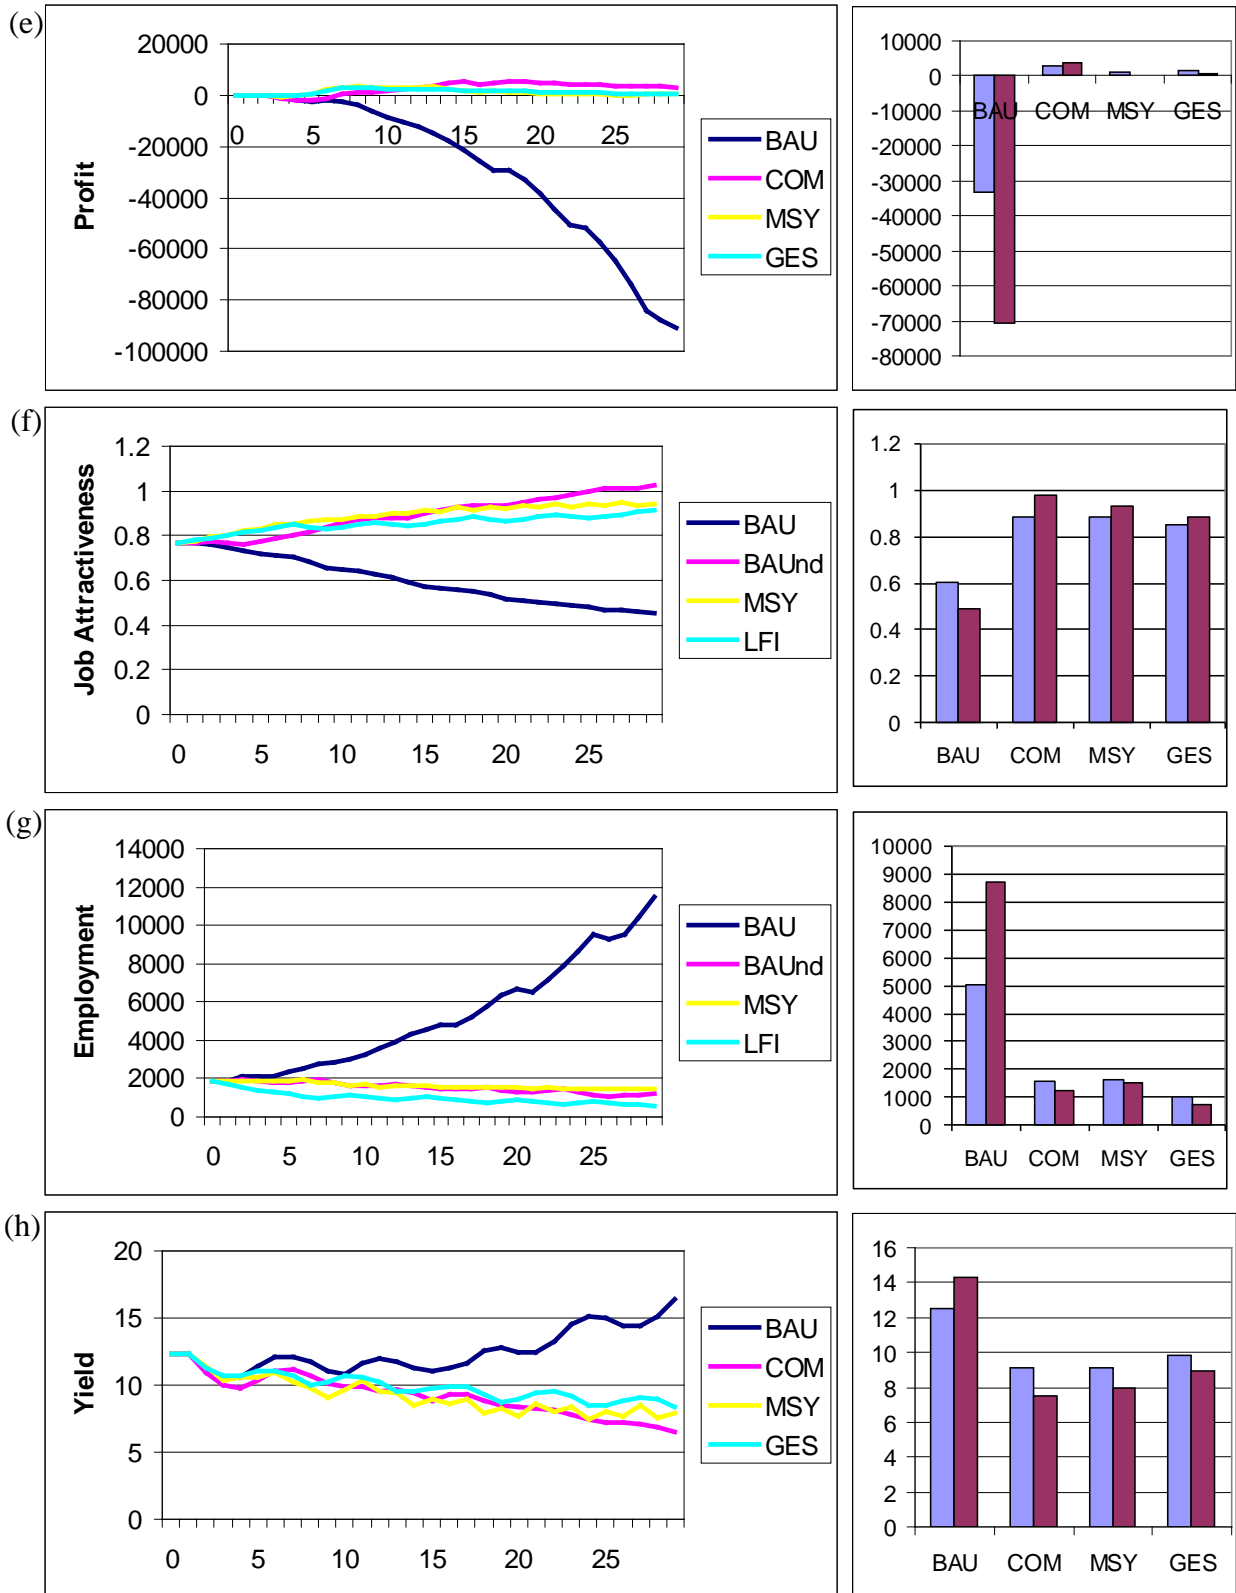 (e)
Profit
20000
0
-20000
-40000
-60000
-80000
-100000
0 5 10 15 20 25
BAU
COM
MSY
GES
10000
0
-10000
-20000
-30000
-40000
-50000
-60000
-70000
-80000
BAU COM MSY GES
(f)
Job Attractiveness
1.2
1
0.8
0.6
0.4
0.2
0
0 5 10 15 20 25
BAU
BAUnd
MSY
LFI
1.2
1
0.8
0.6
0.4
0.2
0
BAU COM MSY GES
(g)
Employment
14000
12000
10000
8000
6000
4000
2000
0
0 5 10 15 20 25
BAU
BAUnd
MSY
LFI
10000
9000
8000
7000
6000
5000
4000
3000
2000
1000
0
BAU COM MSY GES
(h)
Yield
20
15
10
5
0
0 5 10 15 20 25
BAU
COM
MSY
GES
16
14
12
10
8
6
4
2
0
BAU COM MSY GES